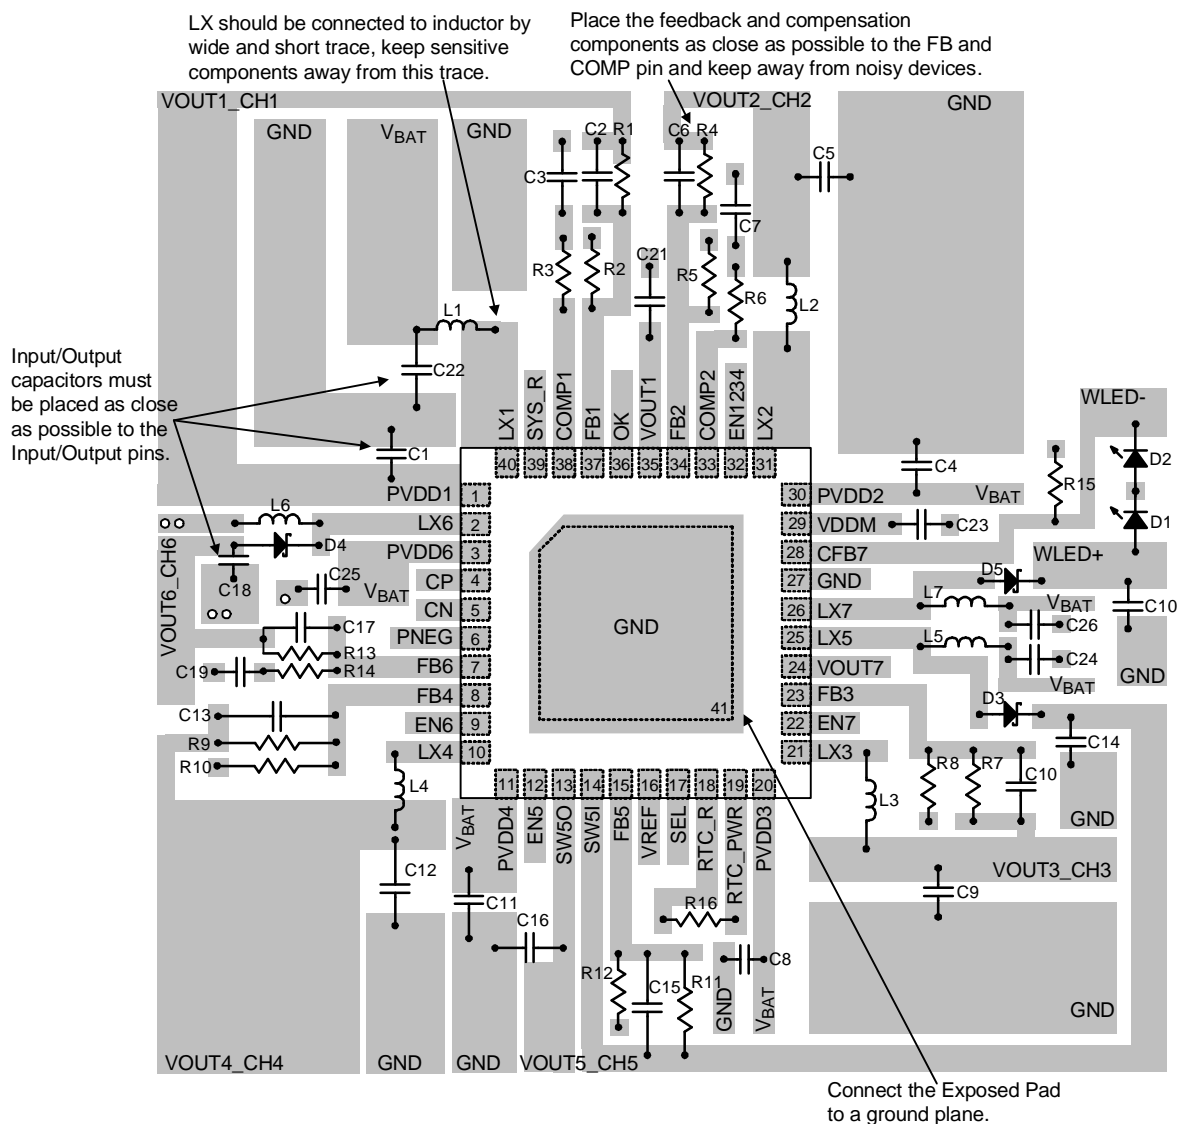 LX should be connected to inductor by
wide and short trace, keep sensitive
components away from this trace.
Place the feedback and compensation
components as close as possible to the FB and
COMP pin and keep away from noisy devices.
VOUT1_CH1
VOUT2_CH2
GND
GND
VBAT
GND
C2
R1
C6
R4
C5
C3
C7
C21
R3
R2
R5
R6
L2
L1
Input/Output
capacitors must
be placed as close
as possible to the
Input/Output pins.
C22
C1
LX1
SYS_R
COMP1
FB1
OK
VOUT1
FB2
COMP2
EN1234
LX2
WLED-
D2
D1
C4
R15
40
39
38
37
36
35
34
33
32
31
PVDD1
1
30
PVDD2
VBAT
L6
LX6
2
29
VDDM
C23
D4
PVDD6
3
28
CFB7
WLED+
VOUT6_CH6
C18
C25
VBAT
CP
4
27
GND
D5
CN
5
26
LX7
L7
VBAT
C10
C26
C17
PNEG
6
GND
25
LX5
L5
R13
C19
R14
FB6
7
24
VOUT7
C24
GND
VBAT
FB4
8
23
FB3
C13
41
D3
EN6
9
22
EN7
R9
C14
LX4
10
21
LX3
R10
R8
R7
C10
L4
L3
11
12
13
14
15
16
17
18
19
20
VBAT
PVDD4
EN5
SW5O
SW5I
FB5
VREF
SEL
RTC_R
RTC_PWR
PVDD3
GND
VOUT3_CH3
C12
C11
C9
R16
C16
C8
R12
C15
R11
GND
VBAT
GND
VOUT4_CH4
GND
GND
VOUT5_CH5
Connect the Exposed Pad
to a ground plane.